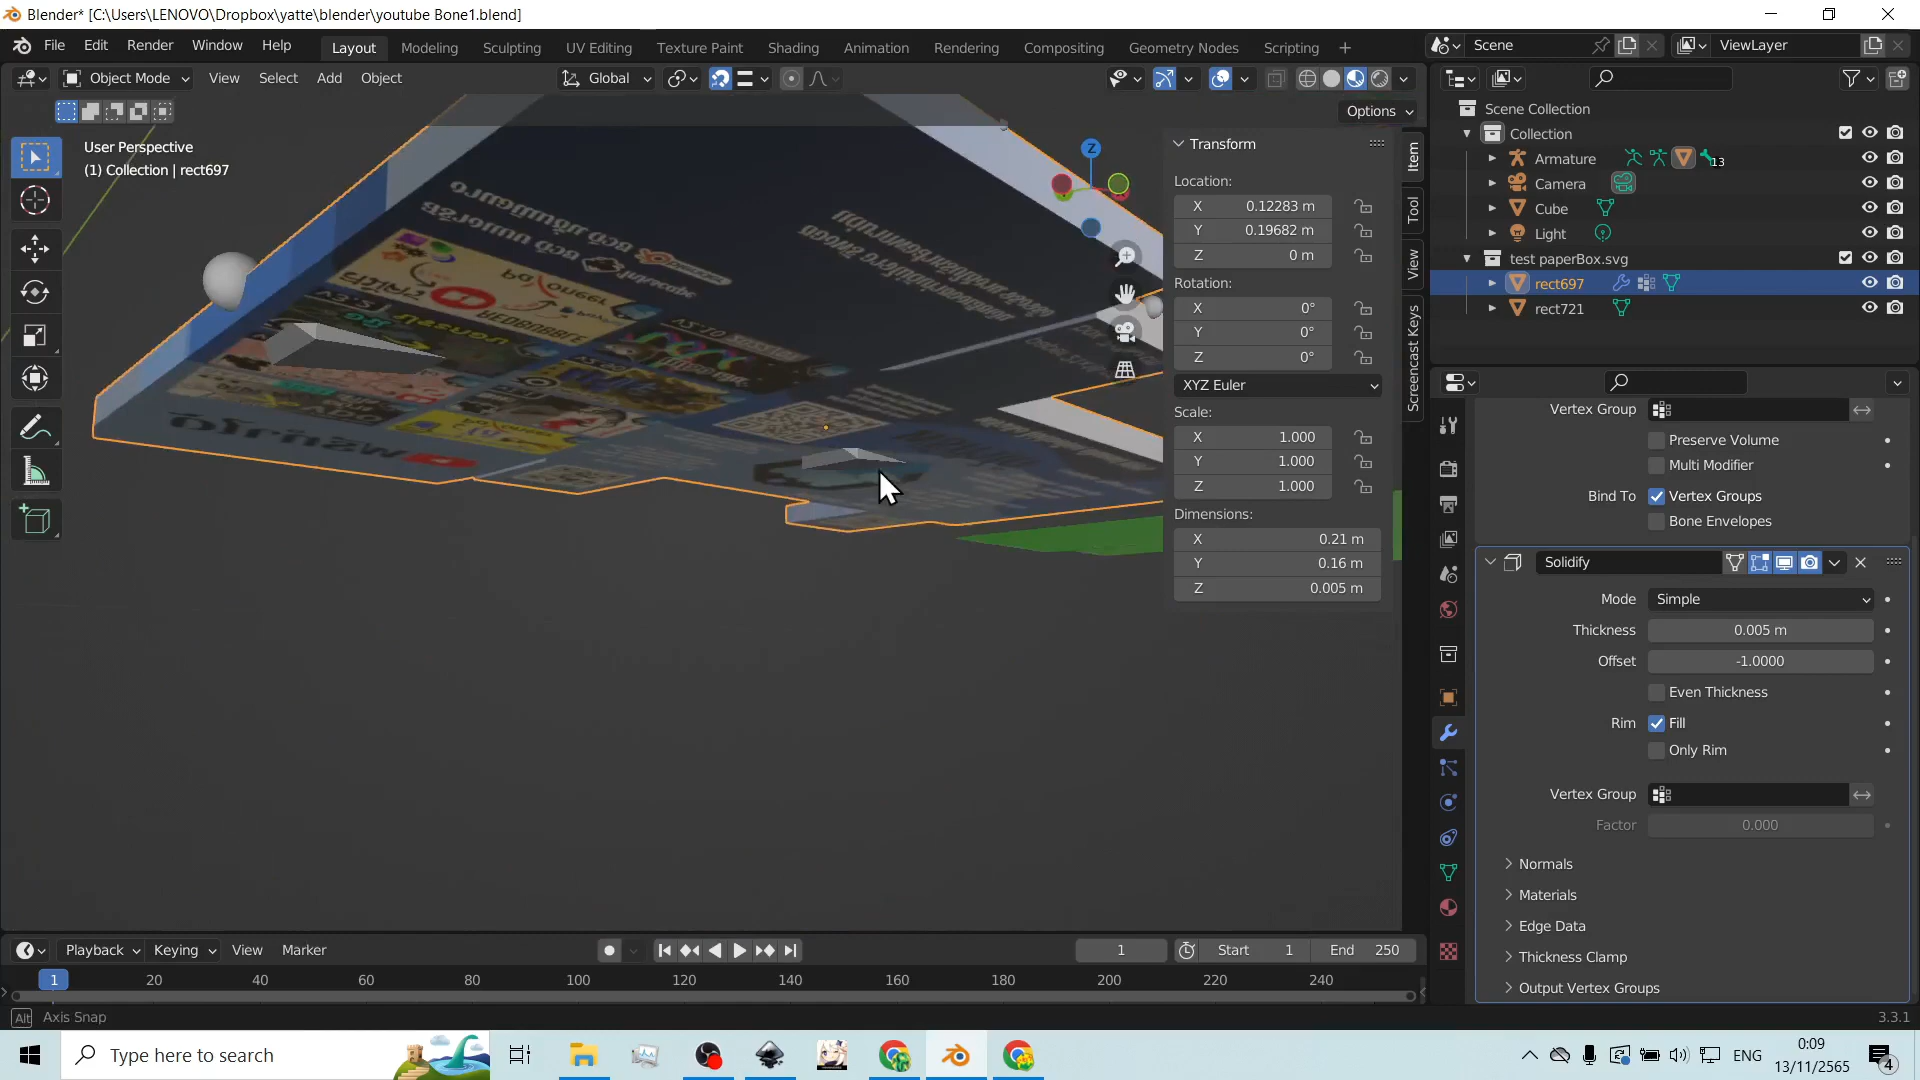 Blender* [C:\Users\LENOVO\Dropbox\yatte\blender\youtube Bone1.blend]
File Edit Render Window Help
Layout Modeling Sculpting UV Editing Texture Paint Shading Animation Rendering Compositing Geometry Nodes Scripting
Scene ViewLayer
Object Mode View Select Add Object Global
Options
User Perspective
(1) Collection | rect697
Z
Transform
Location:
X 0.12283 m
Y 0.19682 m
Z 0 m
Rotation:
X 0°
Y 0°
Z 0°
XYZ Euler
Scale:
X 1.000
Y 1.000
Z 1.000
Dimensions:
X 0.21 m
Y 0.16 m
Z 0.005 m
Item
Tool
View
Screencast Keys
Scene Collection
Collection
Armature 13
Camera
Cube
Light
test paperBox.svg
rect697
rect721
Vertex Group
Preserve Volume
Multi Modifier
Bind To Vertex Groups
Bone Envelopes
Solidify
Mode Simple
Thickness 0.005 m
Offset -1.0000
Even Thickness
Rim Fill
Only Rim
Vertex Group
Factor 0.000
Normals
Materials
Edge Data
Thickness Clamp
Output Vertex Groups
Playback Keying View Marker
1 Start 1 End 250
1 20 40 60 80 100 120 140 160 180 200 220 240
Alt Axis Snap
3.3.1
Type here to search
ENG
0:09
13/11/2565
4